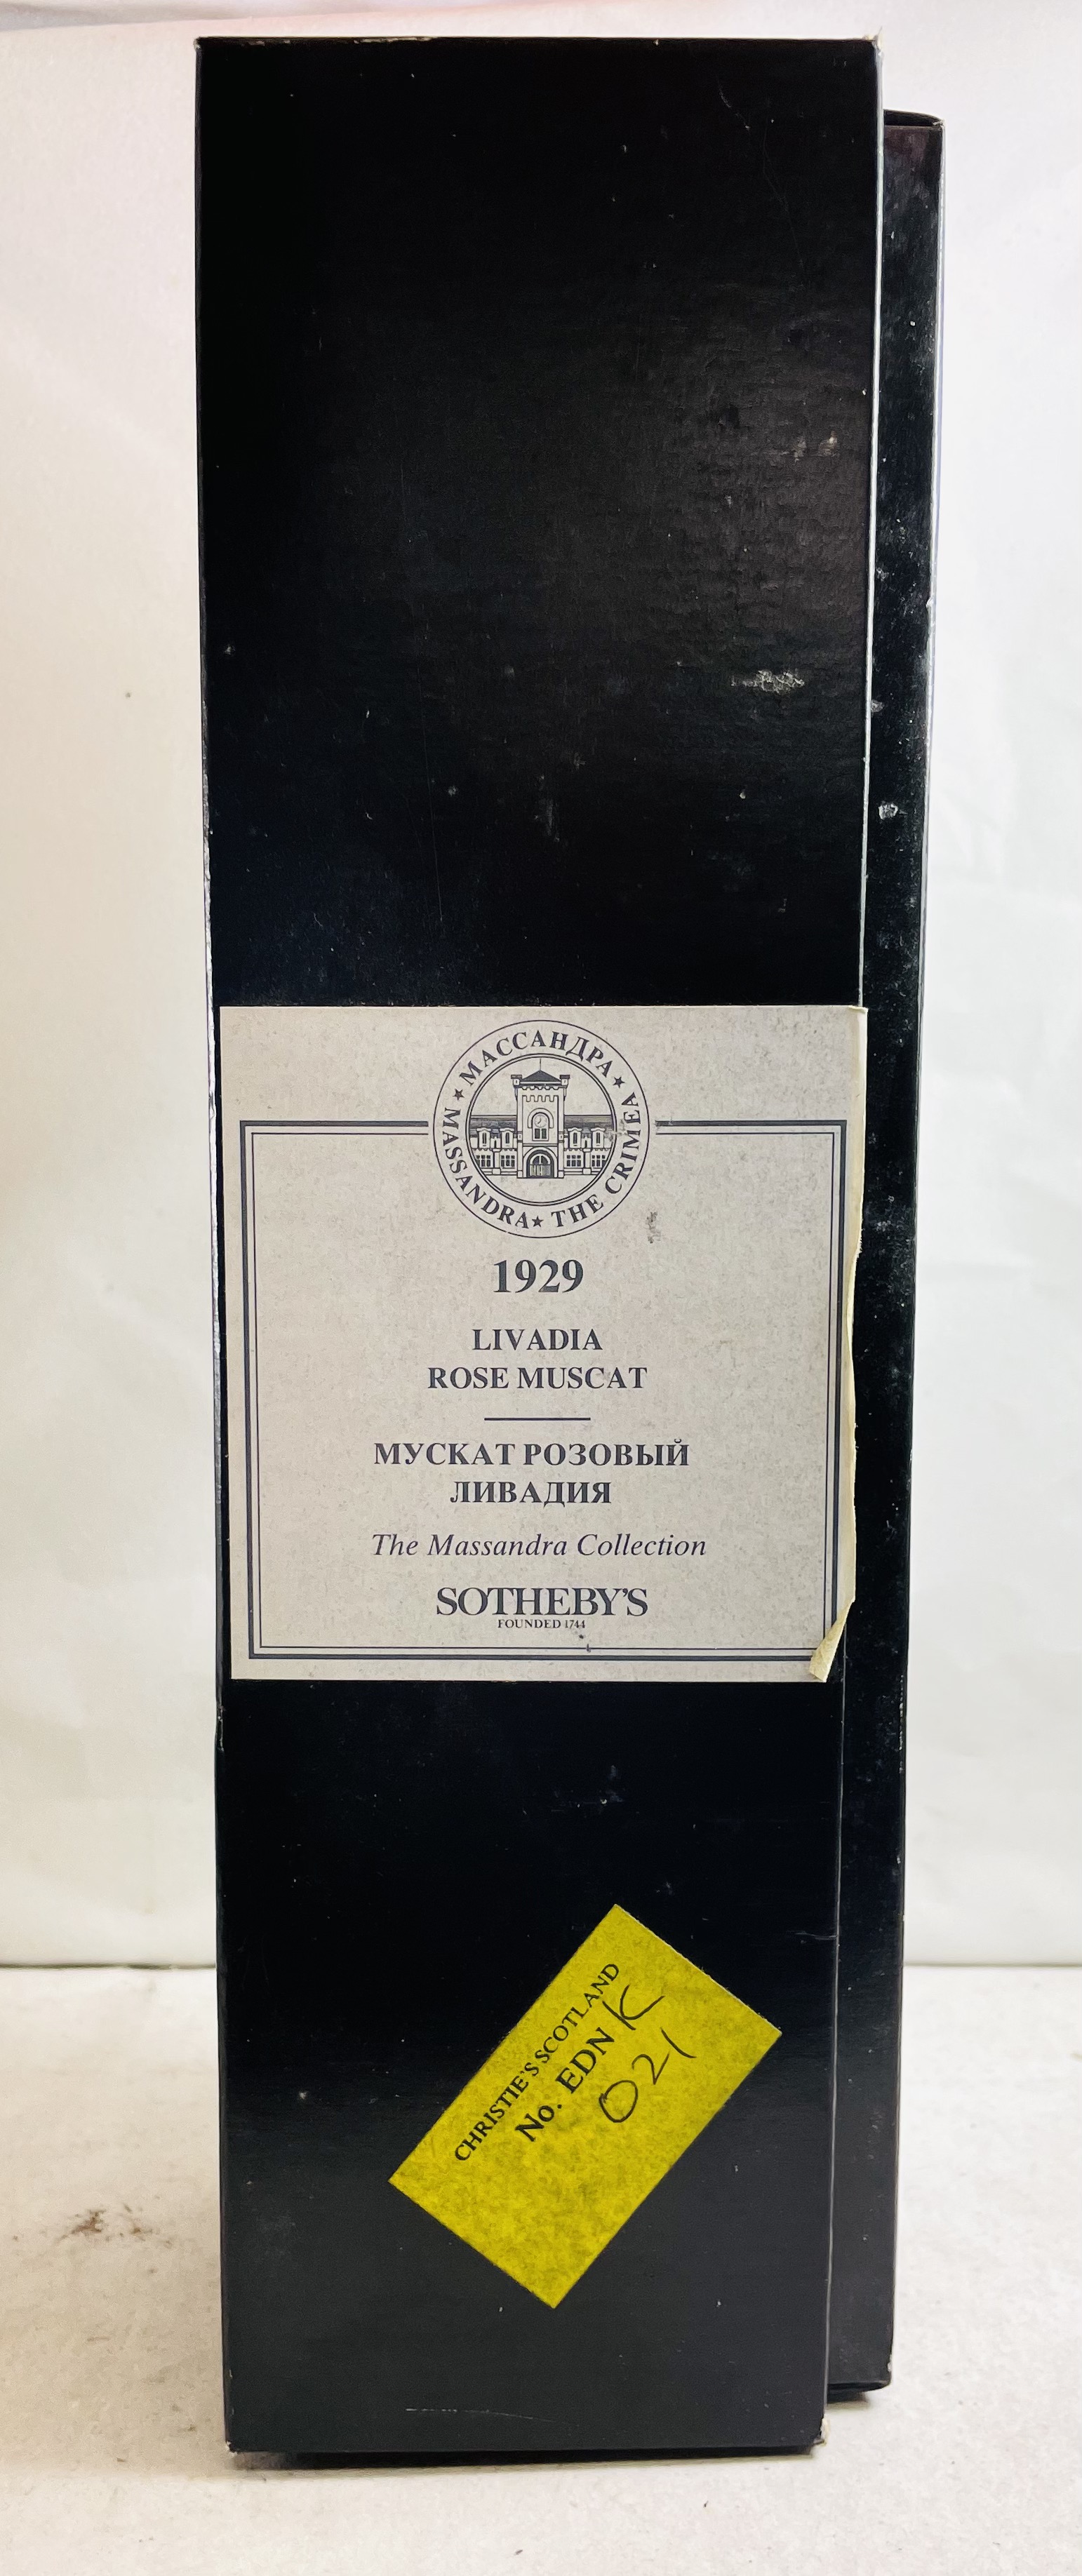 ★ МАССАНДРА ★
MASSANDRA ★ THE CRIMEA
1929
LIVADIA
ROSE MUSCAT
МУСКАТ РОЗОВЫЙ
ЛИВАДИЯ
The Massandra Collection
SOTHEBY'S
FOUNDED 1744
CHRISTIE'S SCOTLAND
No. EDN K
021